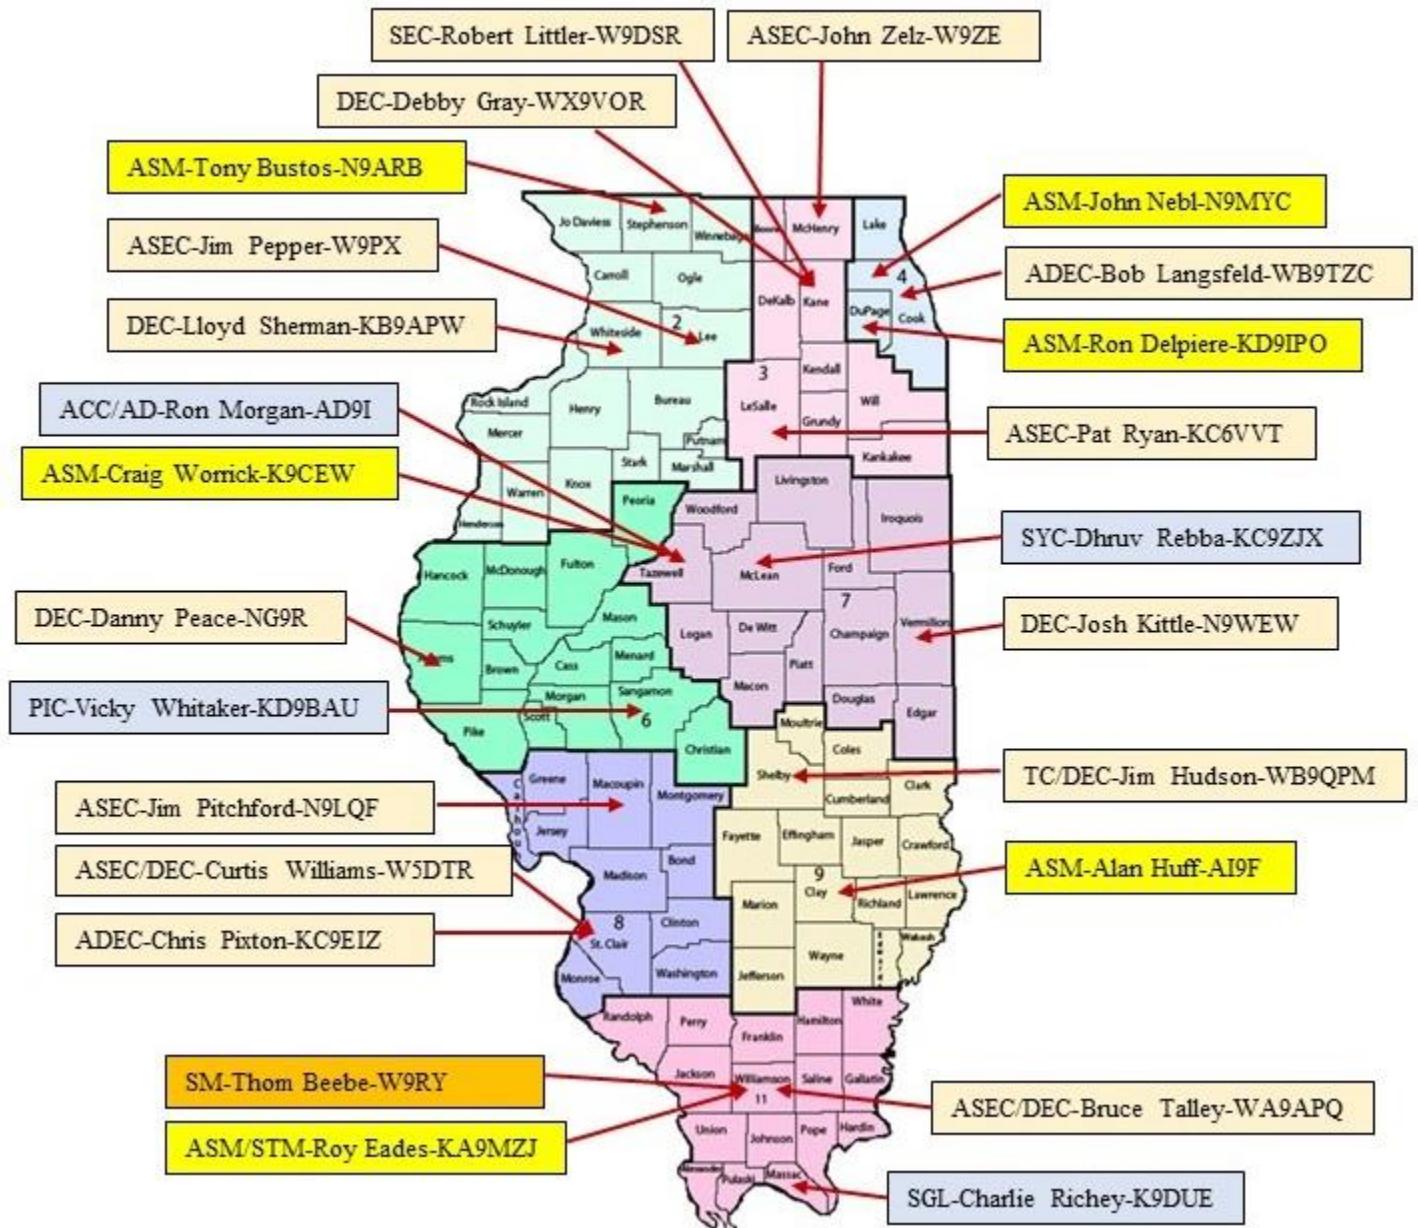 SEC-Robert Littler-W9DSR
ASEC-John Zelz-W9ZE
DEC-Debby Gray-WX9VOR
ASM-Tony Bustos-N9ARB
ASM-John Nebl-N9MYC
ASEC-Jim Pepper-W9PX
ADEC-Bob Langsfeld-WB9TZC
DEC-Lloyd Sherman-KB9APW
ASM-Ron Delpiere-KD9IPO
ACC/AD-Ron Morgan-AD9I
ASEC-Pat Ryan-KC6VVT
ASM-Craig Worrick-K9CEW
SYC-Dhruv Rebba-KC9ZJX
DEC-Danny Peace-NG9R
DEC-Josh Kittle-N9WEW
PIC-Vicky Whitaker-KD9BAU
TC/DEC-Jim Hudson-WB9QPM
ASEC-Jim Pitchford-N9LQF
ASEC/DEC-Curtis Williams-W5DTR
ASM-Alan Huff-AI9F
ADEC-Chris Pixton-KC9EIZ
SM-Thom Beebe-W9RY
ASEC/DEC-Bruce Talley-WA9APQ
ASM/STM-Roy Eades-KA9MZJ
SGL-Charlie Richey-K9DUE
Jo Daviess
Stephenson
Winnebago
McHenry
Lake
Carroll
Ogle
DeKalb
Kane
4
DuPage
Cook
Whiteside
2
Lee
3
Kendall
Rock Island
Henry
Bureau
LaSalle
Will
Grundy
Mercer
Putnam
Kankakee
Stark
Marshall
Warren
Knox
Henderson
Peoria
Woodford
Livingston
Iroquois
Hancock
McDonough
Fulton
Tazewell
McLean
Ford
7
Schuyler
Mason
Logan
De Witt
Champaign
Vermilion
Adams
Brown
Cass
Menard
Piatt
Morgan
Sangamon
Macon
Douglas
Edgar
Pike
Scott
6
Christian
Moultrie
Coles
Shelby
Clark
Cumberland
Greene
Macoupin
Montgomery
Calhoun
Jersey
Fayette
Effingham
Jasper
Crawford
Madison
Bond
9
Clay
Marion
Richland
Lawrence
8
St. Clair
Clinton
Wayne
Edwards
Wabash
Monroe
Washington
Jefferson
Randolph
Perry
Franklin
Hamilton
White
Jackson
Williamson
11
Saline
Gallatin
Union
Johnson
Pope
Hardin
Alexander
Pulaski
Massac